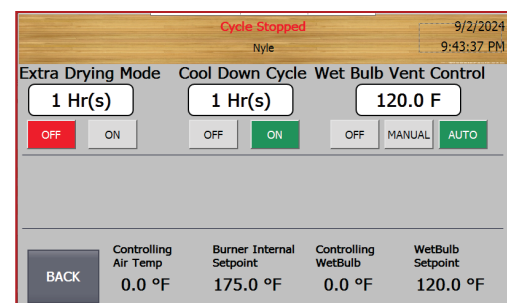 Cycle Stopped 9/2/2024
Nyle 9:43:37 PM
Extra Drying Mode Cool Down Cycle Wet Bulb Vent Control
1 Hr(s) 1 Hr(s) 120.0 F
OFF ON OFF ON OFF MANUAL AUTO
Controlling Air Temp Burner Internal Setpoint Controlling WetBulb WetBulb Setpoint
BACK 0.0 °F 175.0 °F 0.0 °F 120.0 °F